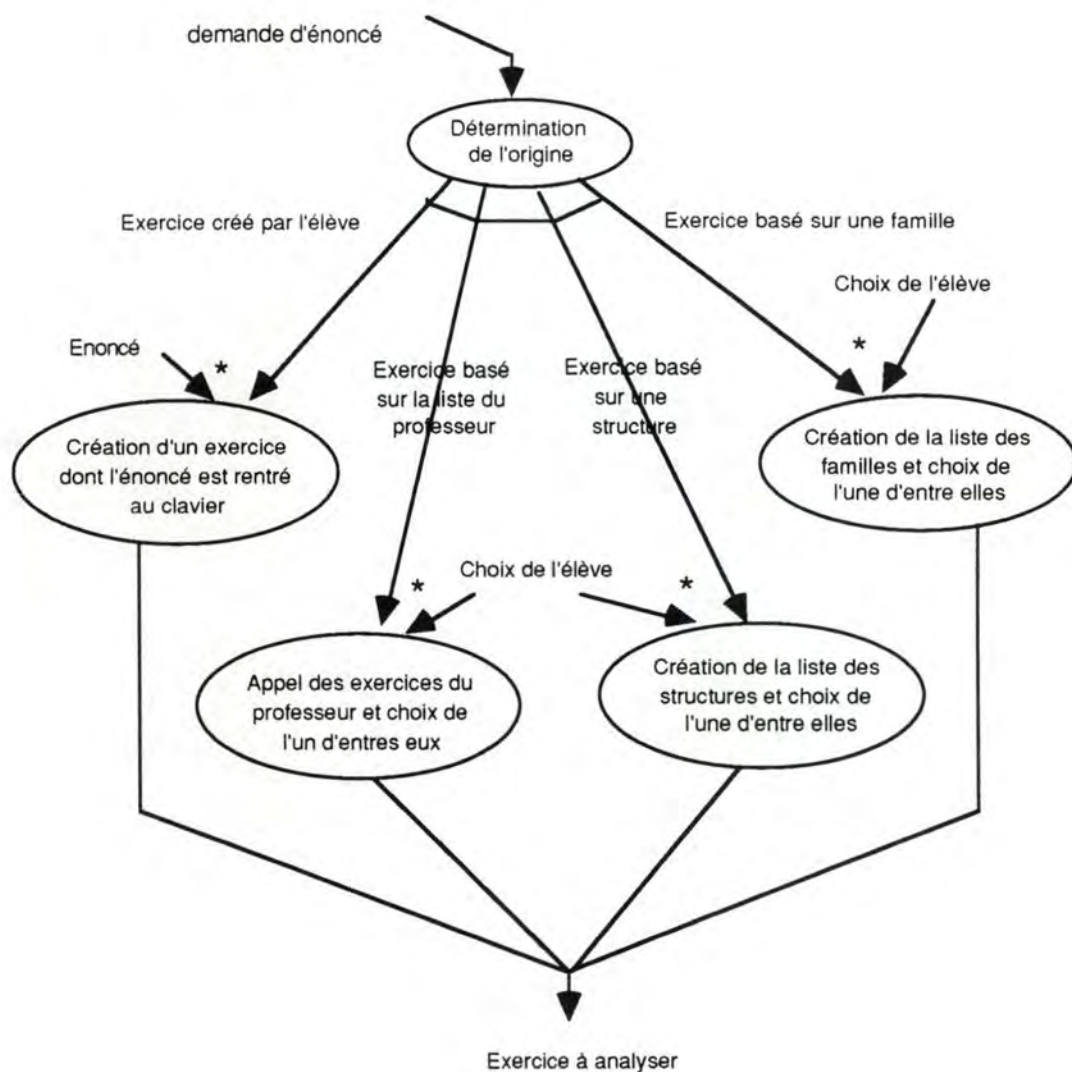 demande d'énoncé
Détermination
de l'origine
Exercice créé par l'élève
Exercice basé sur une famille
Choix de l'élève
Enoncé
*
*
Exercice basé
sur la liste du
professeur
Exercice basé
sur une
structure
Création d'un exercice
dont l'énoncé est rentré
au clavier
Création de la liste des
familles et choix de
l'une d'entre elles
Choix de l'élève
*
*
Appel des exercices du
professeur et choix de
l'un d'entres eux
Création de la liste des
structures et choix de
l'une d'entre elles
Exercice à analyser